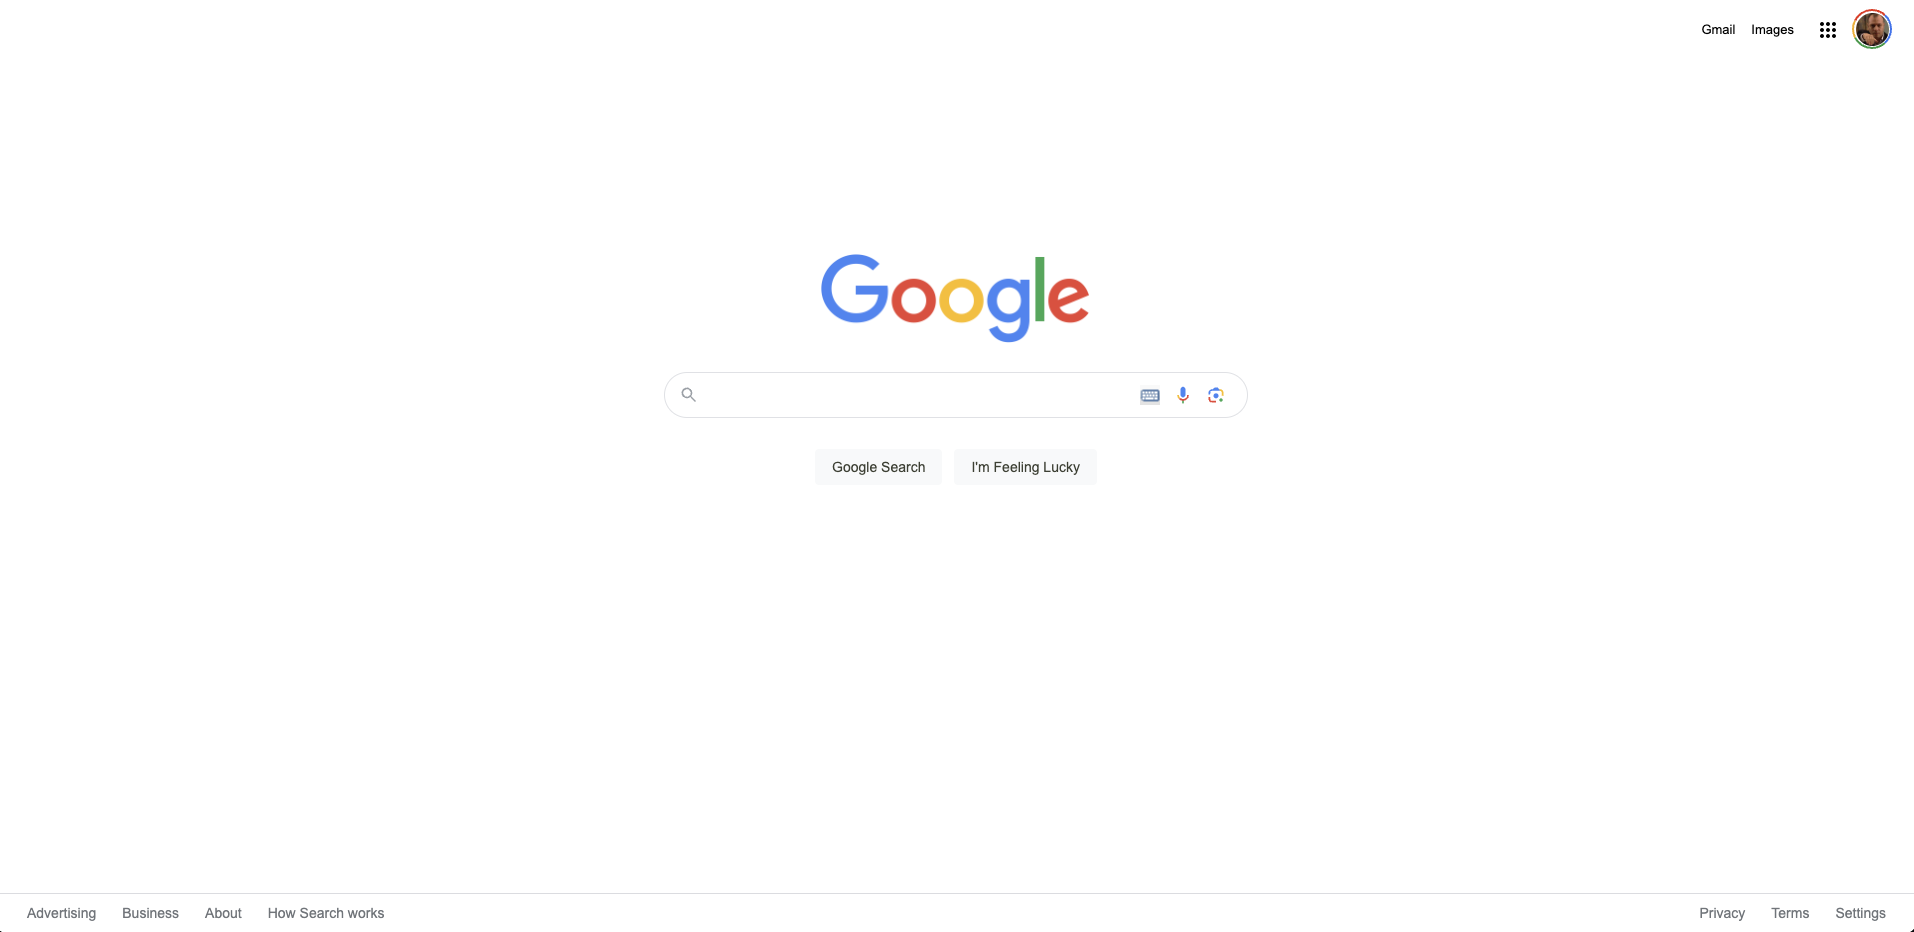 Gmail Images
Google
Google Search I'm Feeling Lucky
Advertising Business About How Search works Privacy Terms Settings